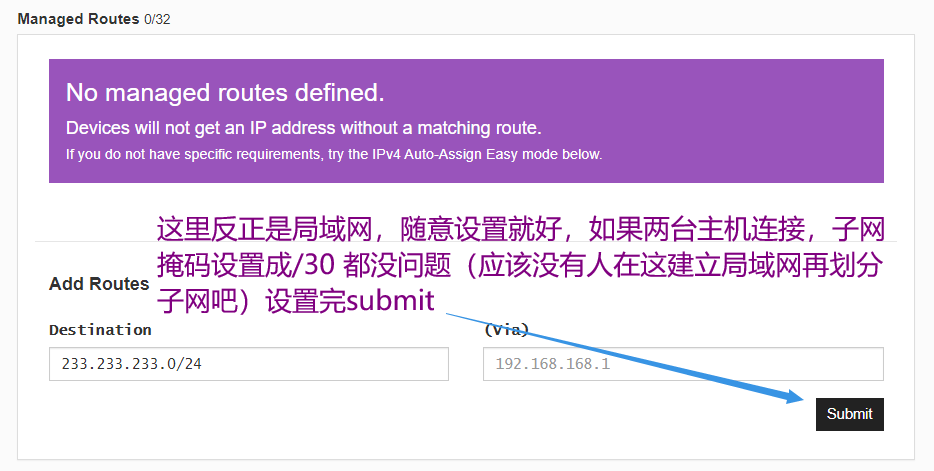 Managed Routes 0/32
No managed routes defined.
Devices will not get an IP address without a matching route.
If you do not have specific requirements, try the IPv4 Auto-Assign Easy mode below.
这里反正是局域网，随意设置就好，如果两台主机连接，子网
掩码设置成/30 都没问题（应该没有人在这建立局域网再划分
子网吧）设置完submit
Add Routes
Destination
(Via)
233.233.233.0/24
192.168.168.1
Submit